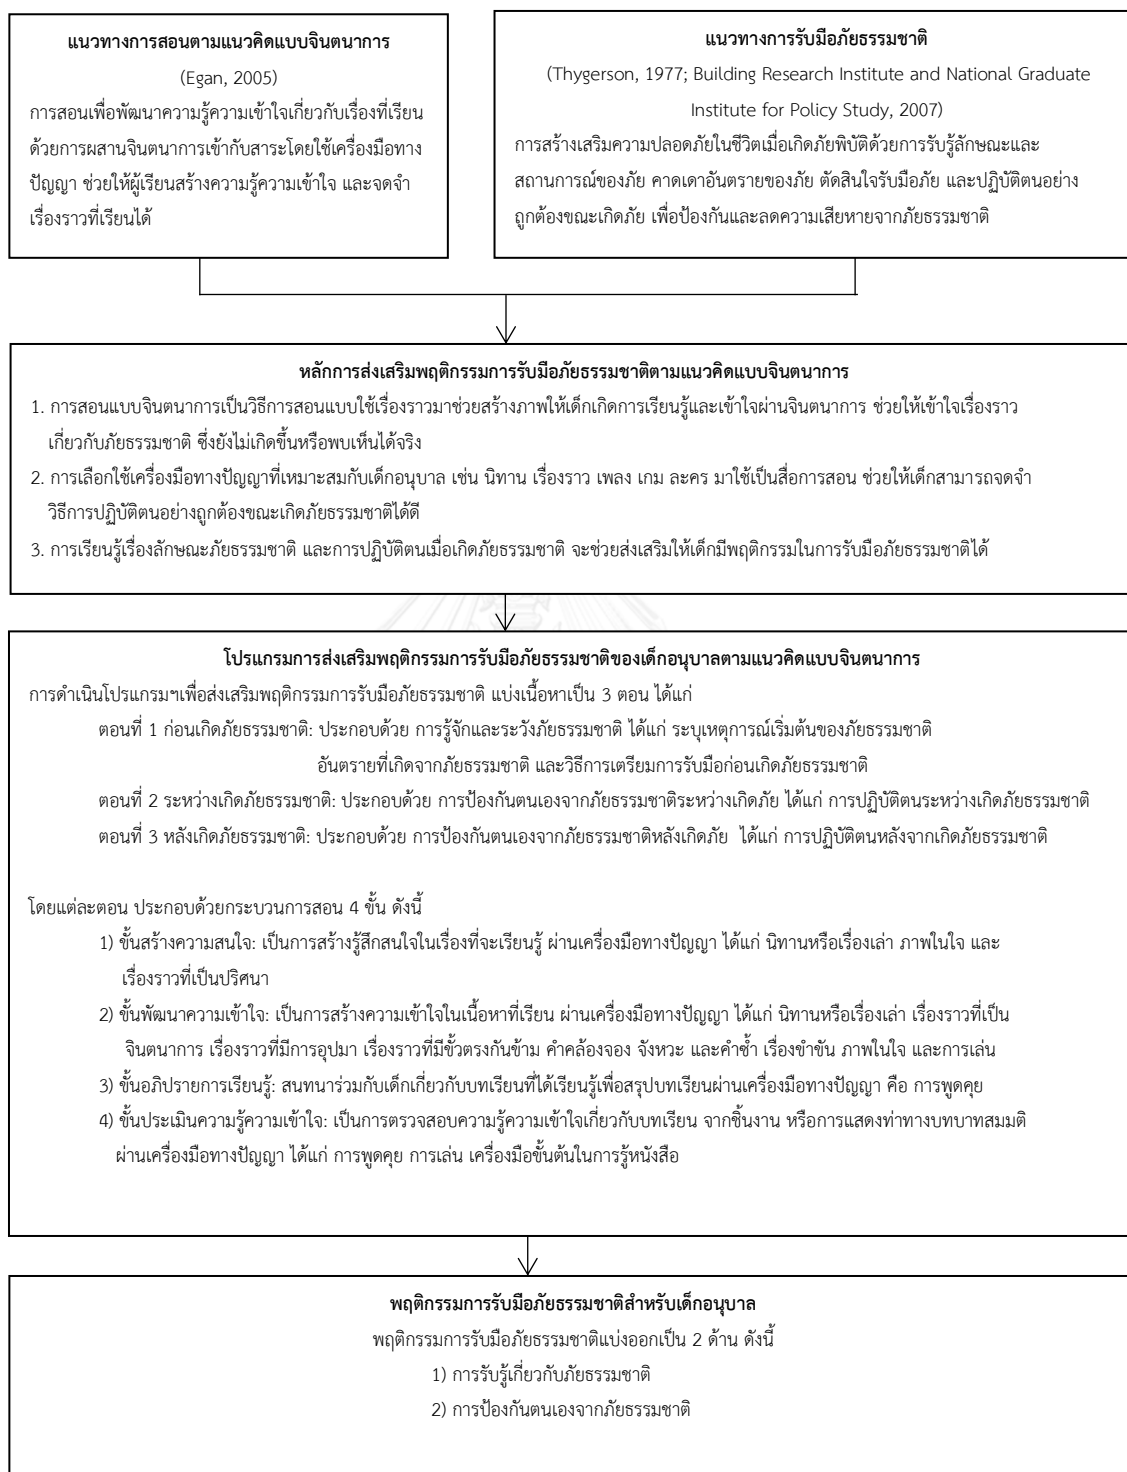 แนวทางการสอนตามแนวคิดแบบจินตนาการ
(Egan, 2005)
การสอนเพื่อพัฒนาความรู้ความเข้าใจเกี่ยวกับเรื่องที่เรียน
ด้วยการผสานจินตนาการเข้ากับสาระโดยใช้เครื่องมือทาง
ปัญญา ช่วยให้ผู้เรียนสร้างความรู้ความเข้าใจ และจดจำ
เรื่องราวที่เรียนได้
แนวทางการรับมือภัยธรรมชาติ
(Thygerson, 1977; Building Research Institute and National Graduate
Institute for Policy Study, 2007)
การสร้างเสริมความปลอดภัยในชีวิตเมื่อเกิดภัยพิบัติด้วยการรับรู้ลักษณะและ
สถานการณ์ของภัย คาดเดาอันตรายของภัย ตัดสินใจรับมือภัย และปฏิบัติตนอย่าง
ถูกต้องขณะเกิดภัย เพื่อป้องกันและลดความเสียหายจากภัยธรรมชาติ
หลักการส่งเสริมพฤติกรรมการรับมือภัยธรรมชาติตามแนวคิดแบบจินตนาการ
1. การสอนแบบจินตนาการเป็นวิธีการสอนแบบใช้เรื่องราวมาช่วยสร้างภาพให้เด็กเกิดการเรียนรู้และเข้าใจผ่านจินตนาการ ช่วยให้เข้าใจเรื่องราว
เกี่ยวกับภัยธรรมชาติ ซึ่งยังไม่เกิดขึ้นหรือพบเห็นได้จริง
2. การเลือกใช้เครื่องมือทางปัญญาที่เหมาะสมกับเด็กอนุบาล เช่น นิทาน เรื่องราว เพลง เกม ละคร มาใช้เป็นสื่อการสอน ช่วยให้เด็กสามารถจดจำ
วิธีการปฏิบัติตนอย่างถูกต้องขณะเกิดภัยธรรมชาติได้ดี
3. การเรียนรู้เรื่องลักษณะภัยธรรมชาติ และการปฏิบัติตนเมื่อเกิดภัยธรรมชาติ จะช่วยส่งเสริมให้เด็กมีพฤติกรรมในการรับมือภัยธรรมชาติได้
โปรแกรมการส่งเสริมพฤติกรรมการรับมือภัยธรรมชาติของเด็กอนุบาลตามแนวคิดแบบจินตนาการ
การดำเนินโปรแกรมฯเพื่อส่งเสริมพฤติกรรมการรับมือภัยธรรมชาติ แบ่งเนื้อหาเป็น 3 ตอน ได้แก่
ตอนที่ 1 ก่อนเกิดภัยธรรมชาติ: ประกอบด้วย การรู้จักและระวังภัยธรรมชาติ ได้แก่ ระบุเหตุการณ์เริ่มต้นของภัยธรรมชาติ
อันตรายที่เกิดจากภัยธรรมชาติ และวิธีการเตรียมการรับมือก่อนเกิดภัยธรรมชาติ
ตอนที่ 2 ระหว่างเกิดภัยธรรมชาติ: ประกอบด้วย การป้องกันตนเองจากภัยธรรมชาติระหว่างเกิดภัย ได้แก่ การปฏิบัติตนระหว่างเกิดภัยธรรมชาติ
ตอนที่ 3 หลังเกิดภัยธรรมชาติ: ประกอบด้วย การป้องกันตนเองจากภัยธรรมชาติหลังเกิดภัย ได้แก่ การปฏิบัติตนหลังจากเกิดภัยธรรมชาติ
โดยแต่ละตอน ประกอบด้วยกระบวนการสอน 4 ขั้น ดังนี้
1) ขั้นสร้างความสนใจ: เป็นการสร้างรู้สึกสนใจในเรื่องที่จะเรียนรู้ ผ่านเครื่องมือทางปัญญา ได้แก่ นิทานหรือเรื่องเล่า ภาพในใจ และ
เรื่องราวที่เป็นปริศนา
2) ขั้นพัฒนาความเข้าใจ: เป็นการสร้างความเข้าใจในเนื้อหาที่เรียน ผ่านเครื่องมือทางปัญญา ได้แก่ นิทานหรือเรื่องเล่า เรื่องราวที่เป็น
จินตนาการ เรื่องราวที่มีการอุปมา เรื่องราวที่มีขั้วตรงกันข้าม คำคล้องจอง จังหวะ และคำซ้ำ เรื่องขำขัน ภาพในใจ และการเล่น
3) ขั้นอภิปรายการเรียนรู้: สนทนาร่วมกับเด็กเกี่ยวกับบทเรียนที่ได้เรียนรู้เพื่อสรุปบทเรียนผ่านเครื่องมือทางปัญญา คือ การพูดคุย
4) ขั้นประเมินความรู้ความเข้าใจ: เป็นการตรวจสอบความรู้ความเข้าใจเกี่ยวกับบทเรียน จากชิ้นงาน หรือการแสดงท่าทางบทบาทสมมติ
ผ่านเครื่องมือทางปัญญา ได้แก่ การพูดคุย การเล่น เครื่องมือขั้นต้นในการรู้หนังสือ
พฤติกรรมการรับมือภัยธรรมชาติสำหรับเด็กอนุบาล
พฤติกรรมการรับมือภัยธรรมชาติแบ่งออกเป็น 2 ด้าน ดังนี้
1) การรับรู้เกี่ยวกับภัยธรรมชาติ
2) การป้องกันตนเองจากภัยธรรมชาติ